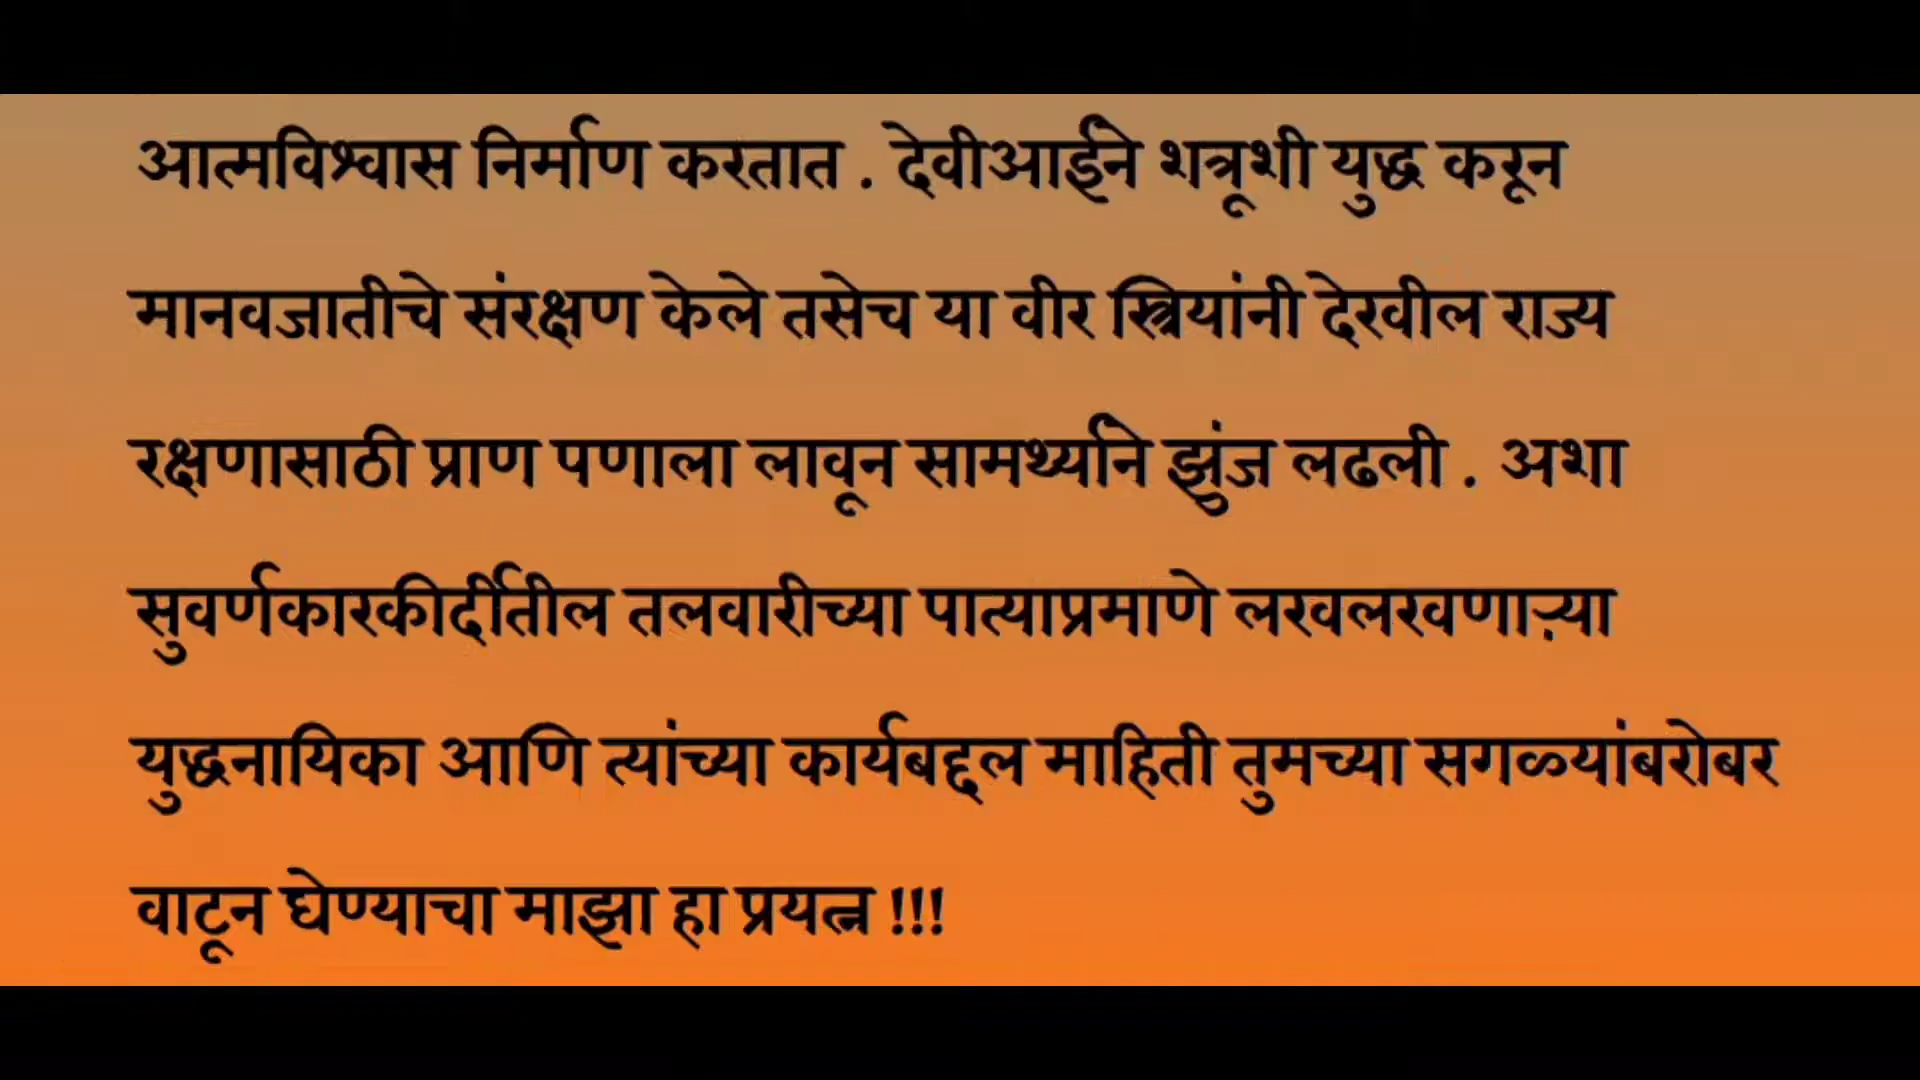 आत्मविश्वास निर्माण करतात . देवीआईने शत्रूशी युद्ध करून
मानवजातीचे संरक्षण केले तसेच या वीर स्त्रियांनी देखील राज्य
रक्षणासाठी प्राण पणाला लावून सामर्थ्याने झुंज लढली . अशा
सुवर्णकारकीर्दीतील तलवारीच्या पात्याप्रमाणे लखलखणाऱ्या
युद्धनायिका आणि त्यांच्या कार्यबद्दल माहिती तुमच्या सगळ्यांबरोबर
वाटून घेण्याचा माझा हा प्रयत्न !!!